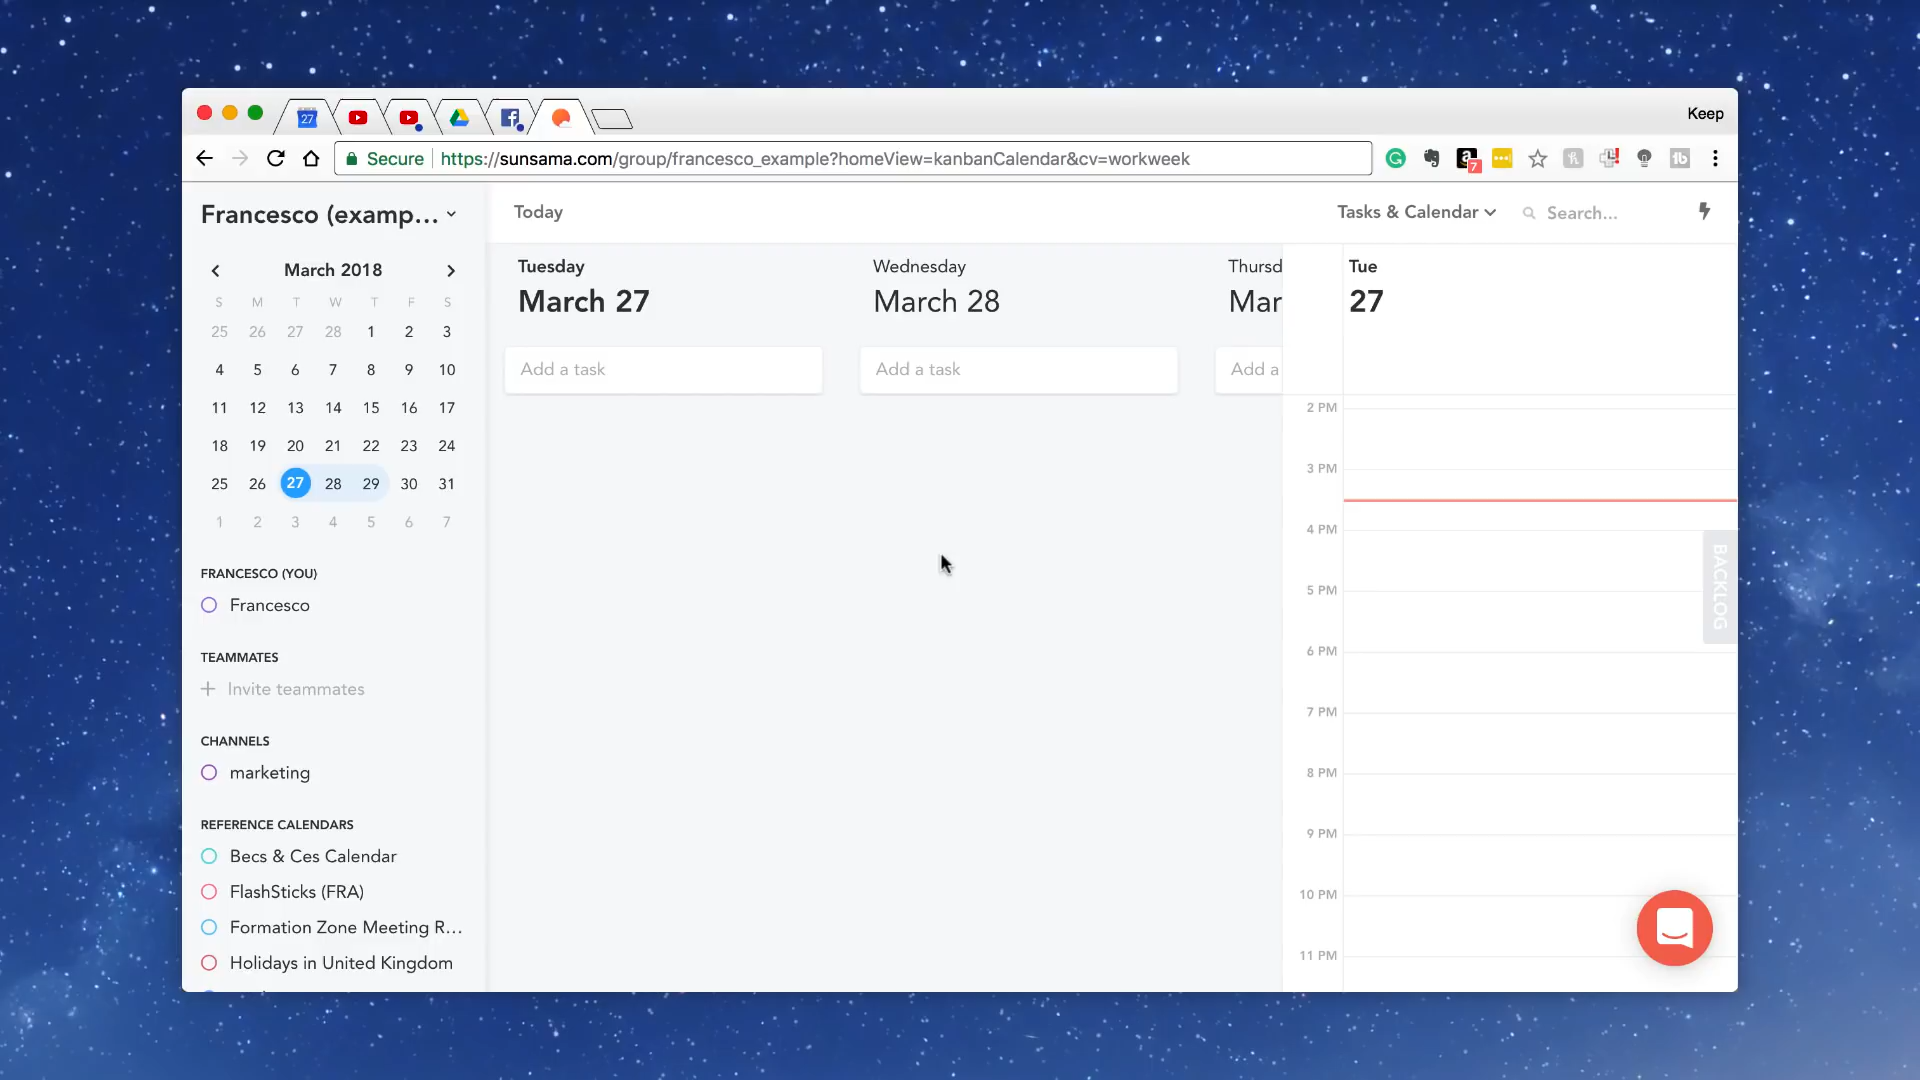 27
Keep
Secure https://sunsama.com/group/francesco_example?homeView=kanbanCalendar&cv=workweek
7
Francesco (examp...
Today
Tasks & Calendar
Search...
March 2018
S M T W T F S
25 26 27 28 1 2 3
4 5 6 7 8 9 10
11 12 13 14 15 16 17
18 19 20 21 22 23 24
25 26 27 28 29 30 31
1 2 3 4 5 6 7
FRANCESCO (YOU)
Francesco
TEAMMATES
Invite teammates
CHANNELS
marketing
REFERENCE CALENDARS
Becs & Ces Calendar
FlashSticks (FRA)
Formation Zone Meeting R...
Holidays in United Kingdom
Tuesday
March 27
Add a task
Wednesday
March 28
Add a task
Thursd
Mar
Add a
Tue
27
2 PM
3 PM
4 PM
5 PM
6 PM
7 PM
8 PM
9 PM
10 PM
11 PM
BACKLOG